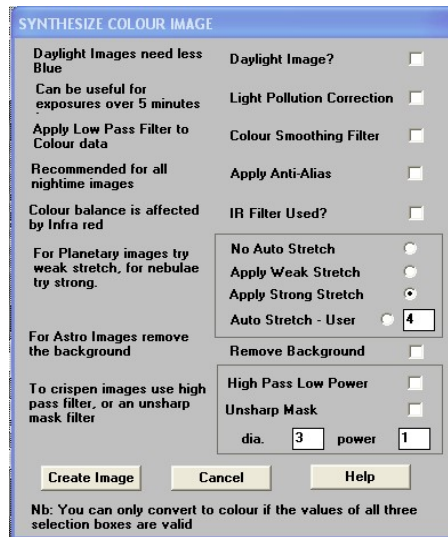 SYNTHESIZE COLOUR IMAGE
Daylight Images need less
Blue
Daylight Image?
Can be useful for
exposures over 5 minutes
Light Pollution Correction
Apply Low Pass Filter to
Colour data
Colour Smoothing Filter
Recommended for all
nightime images
Apply Anti-Alias
Colour balance is affected
by Infra red
IR Filter Used?
For Planetary images try
weak stretch, for nebulae
try strong.
No Auto Stretch
Apply Weak Stretch
Apply Strong Stretch
Auto Stretch - User 4
For Astro Images remove
the background
Remove Background
To crispen images use high
pass filter, or an unsharp
mask filter
High Pass Low Power
Unsharp Mask
dia. 3 power 1
Create Image Cancel Help
Nb: You can only convert to colour if the values of all three
selection boxes are valid